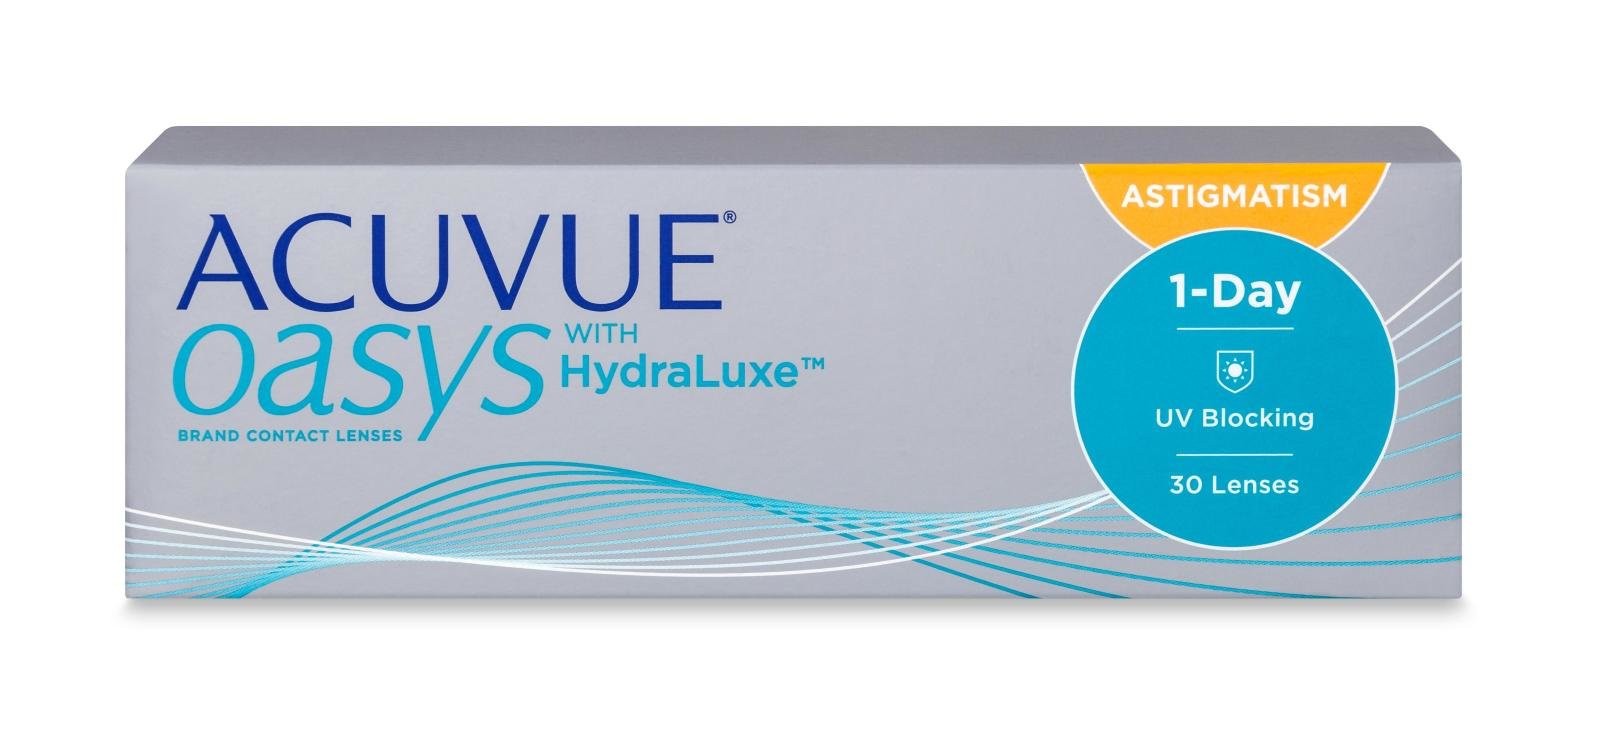 ACUVUE®
oasys WITH
HydraLuxe™
BRAND CONTACT LENSES
ASTIGMATISM
1-Day
UV Blocking
30 Lenses